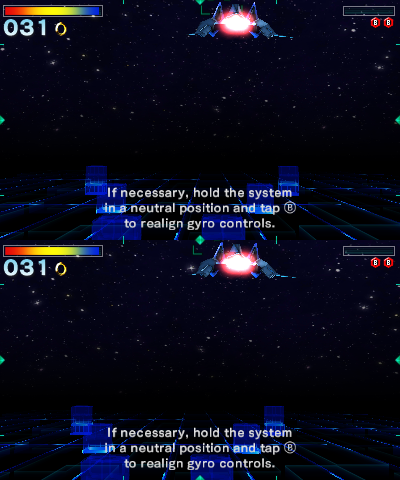 031
B B
If necessary, hold the system
in a neutral position and tap Ⓑ
to realign gyro controls.
031
B B
If necessary, hold the system
in a neutral position and tap Ⓑ
to realign gyro controls.